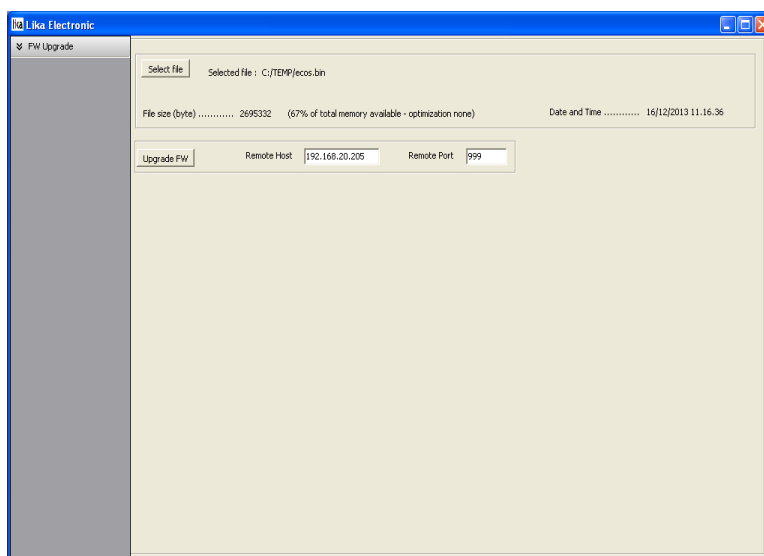 lika Lika Electronic
FW Upgrade
Select file Selected file : C:/TEMP/ecos.bin
File size (byte) ........... 2695332 (67% of total memory available - optimization none) Date and Time ........... 16/12/2013 11.16.36
Upgrade FW Remote Host 192.168.20.205 Remote Port 999